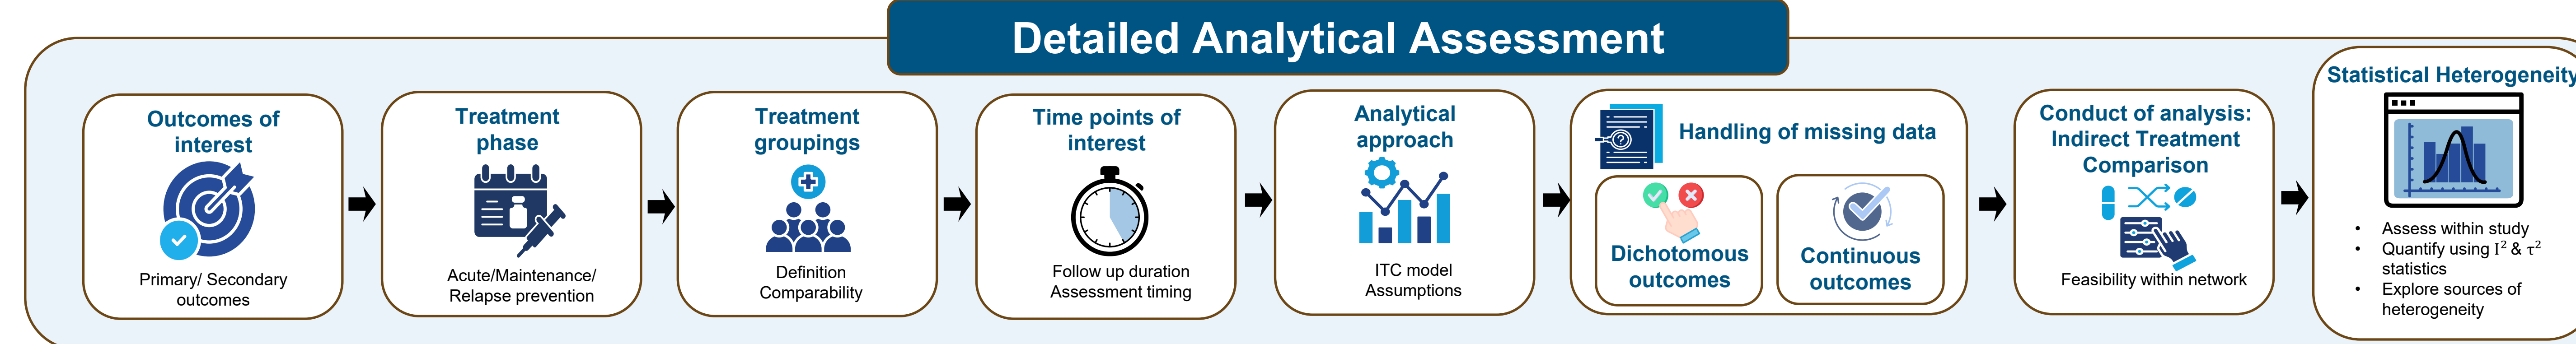 Detailed Analytical Assessment
Outcomes of
interest
Primary/ Secondary
outcomes
Treatment
phase
Acute/Maintenance/
Relapse prevention
Treatment
groupings
Definition
Comparability
Time points of
interest
Follow up duration
Assessment timing
Analytical
approach
ITC model
Assumptions
Handling of missing data
Dichotomous
outcomes
Continuous
outcomes
Conduct of analysis:
Indirect Treatment
Comparison
Feasibility within network
Statistical Heterogeneity
• Assess within study
• Quantify using I² & τ²
statistics
• Explore sources of
heterogeneity